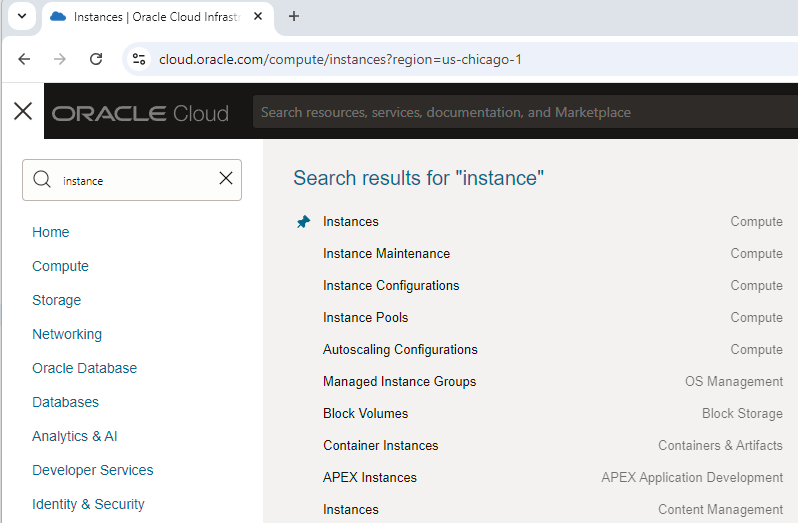 Instances | Oracle Cloud Infrastr
cloud.oracle.com/compute/instances?region=us-chicago-1
ORACLE Cloud
Search resources, services, documentation, and Marketplace
instance
Home
Compute
Storage
Networking
Oracle Database
Databases
Analytics & AI
Developer Services
Identity & Security
Search results for "instance"
Instances Compute
Instance Maintenance Compute
Instance Configurations Compute
Instance Pools Compute
Autoscaling Configurations Compute
Managed Instance Groups OS Management
Block Volumes Block Storage
Container Instances Containers & Artifacts
APEX Instances APEX Application Development
Instances Content Management